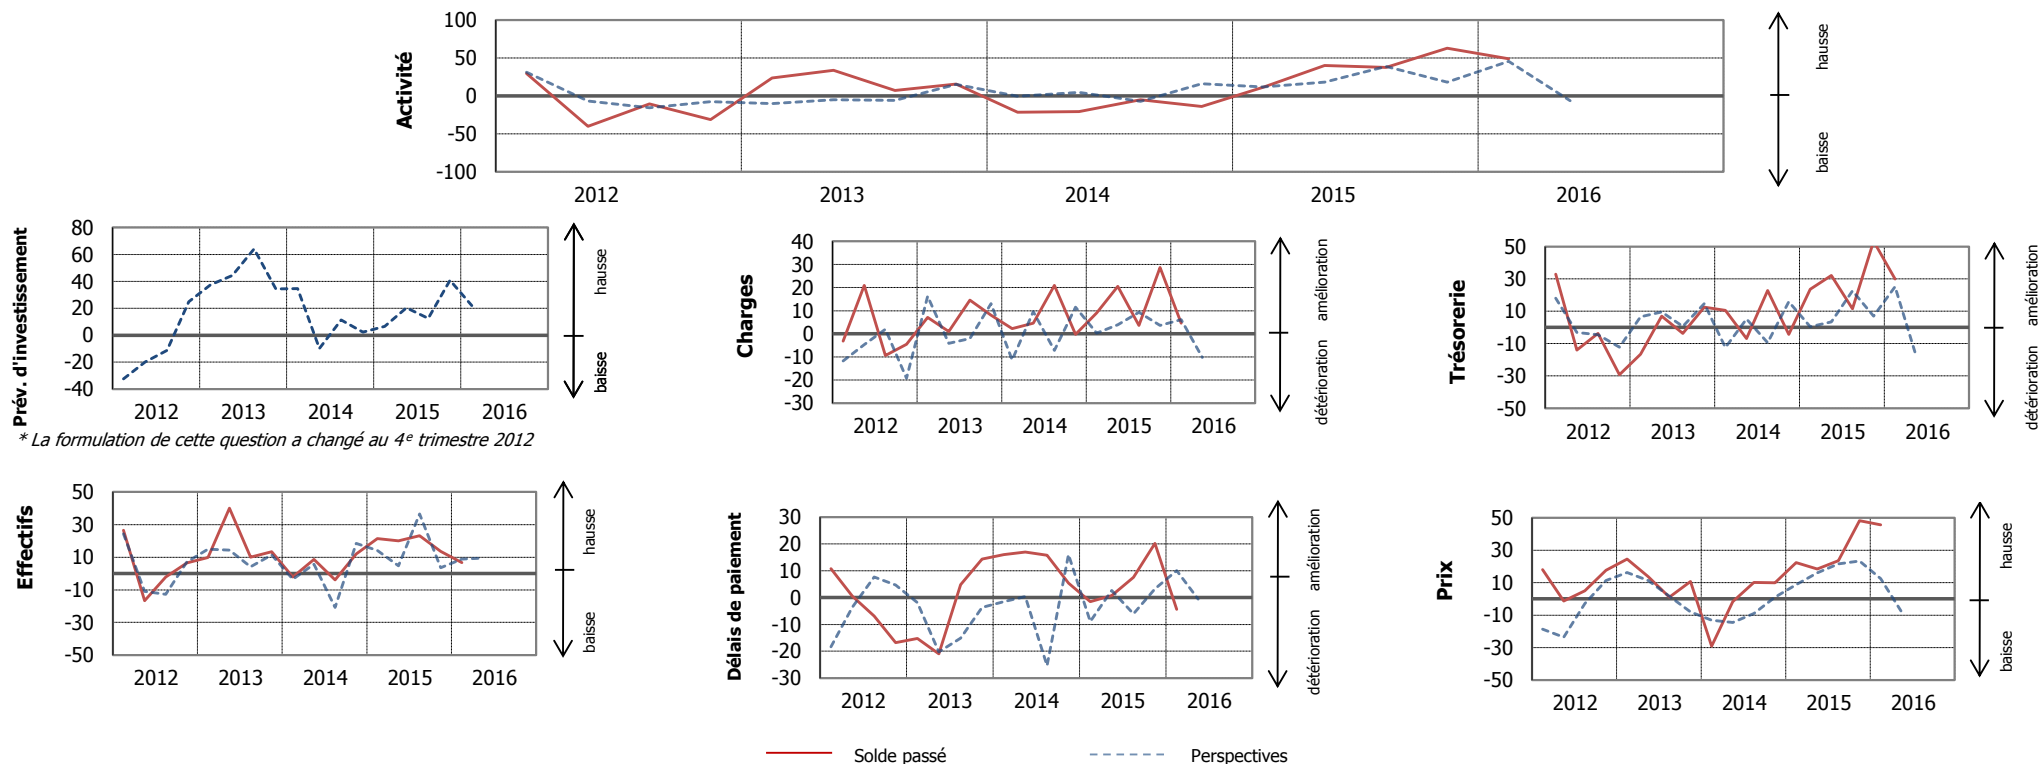 Activité
100
50
0
-50
-100
2012 2013 2014 2015 2016
hausse
baisse
Prév. d'investissement
80
60
40
20
0
-20
-40
2012 2013 2014 2015 2016
hausse
baisse
* La formulation de cette question a changé au 4e trimestre 2012
Charges
40
30
20
10
0
-10
-20
-30
2012 2013 2014 2015 2016
amélioration
détérioration
Trésorerie
50
30
10
-10
-30
-50
2012 2013 2014 2015 2016
amélioration
détérioration
Effectifs
50
30
10
-10
-30
-50
2012 2013 2014 2015 2016
hausse
baisse
Délais de paiement
30
20
10
0
-10
-20
-30
2012 2013 2014 2015 2016
amélioration
détérioration
Prix
50
30
10
-10
-30
-50
2012 2013 2014 2015 2016
hausse
baisse
Solde passé Perspectives